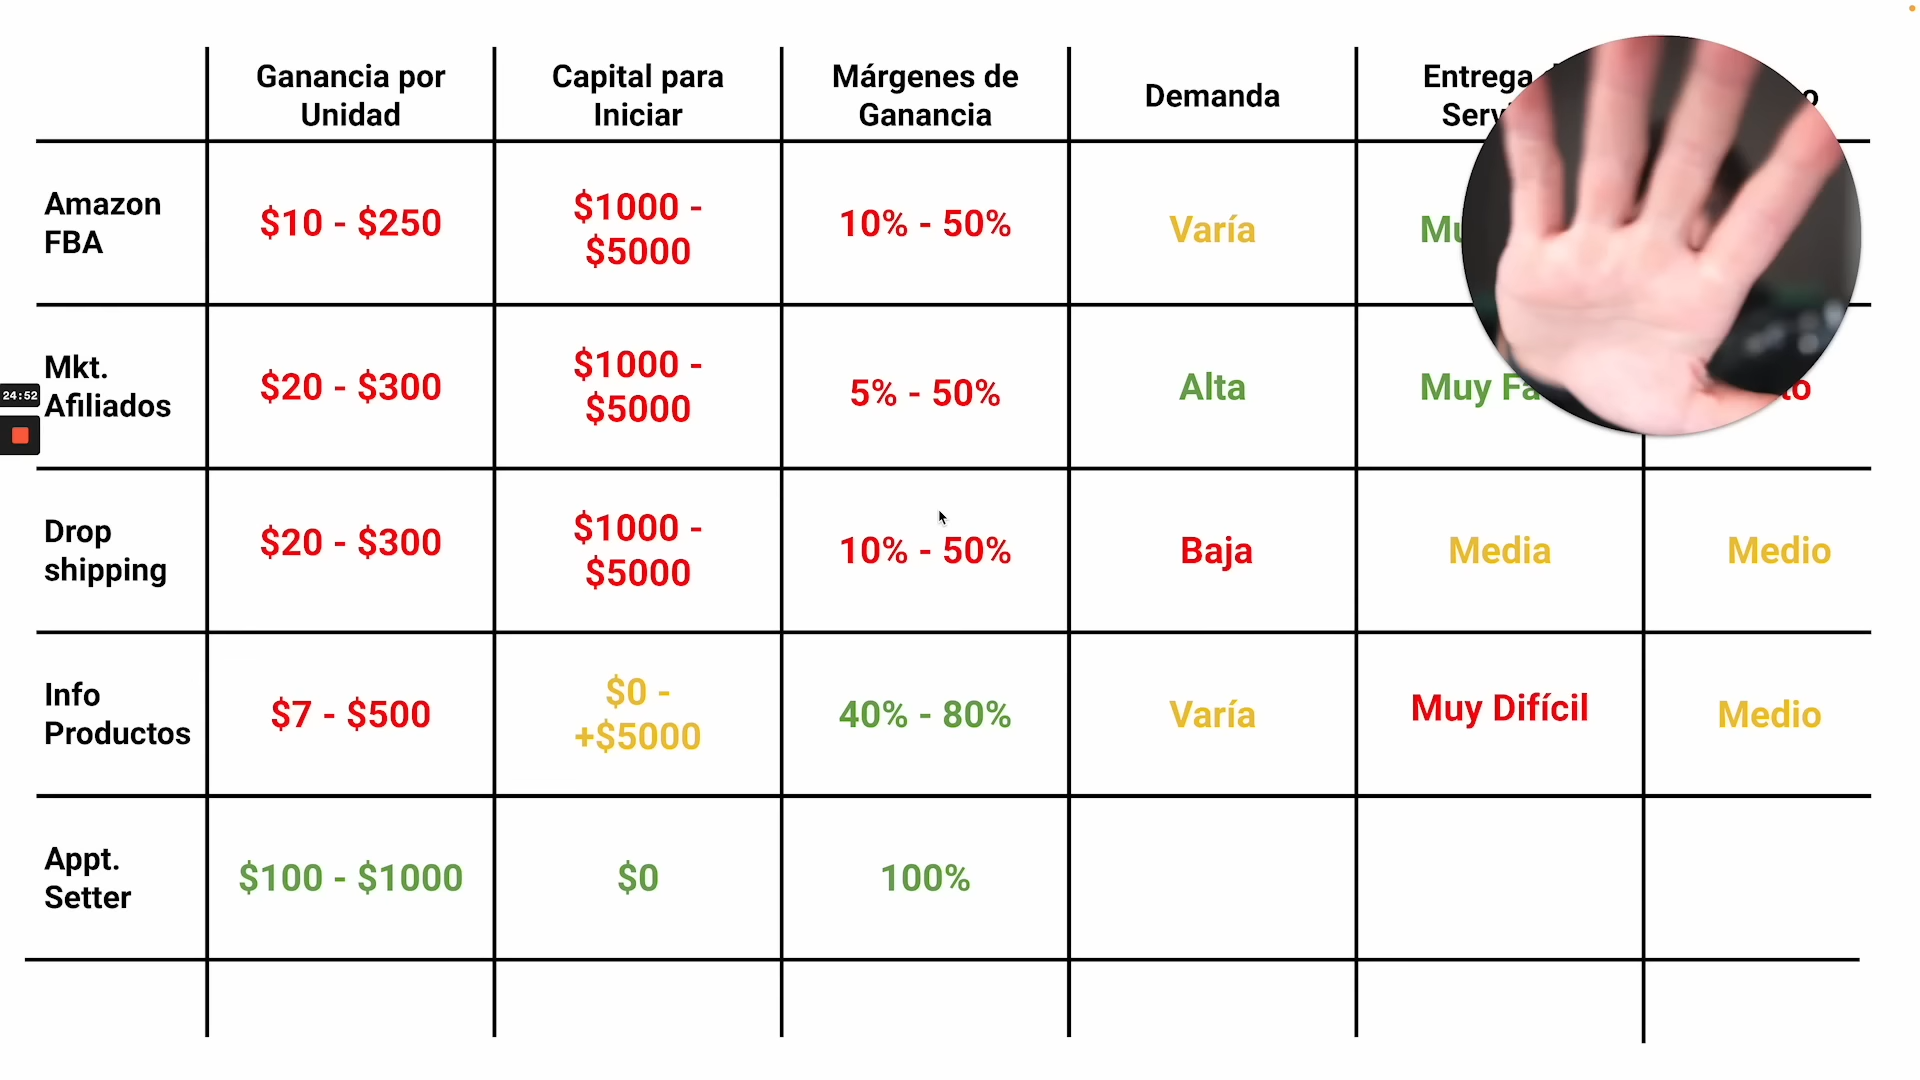 Ganancia por
Unidad
Capital para
Iniciar
Márgenes de
Ganancia
Demanda
Entrega
Amazon
FBA
$10 - $250
$1000 -
$5000
10% - 50%
Varía
Mkt.
Afiliados
$20 - $300
$1000 -
$5000
5% - 50%
Alta
Muy
24:52
Drop
shipping
$20 - $300
$1000 -
$5000
10% - 50%
Baja
Media
Medio
Info
Productos
$7 - $500
$0 -
+$5000
40% - 80%
Varía
Muy Difícil
Medio
Appt.
Setter
$100 - $1000
$0
100%